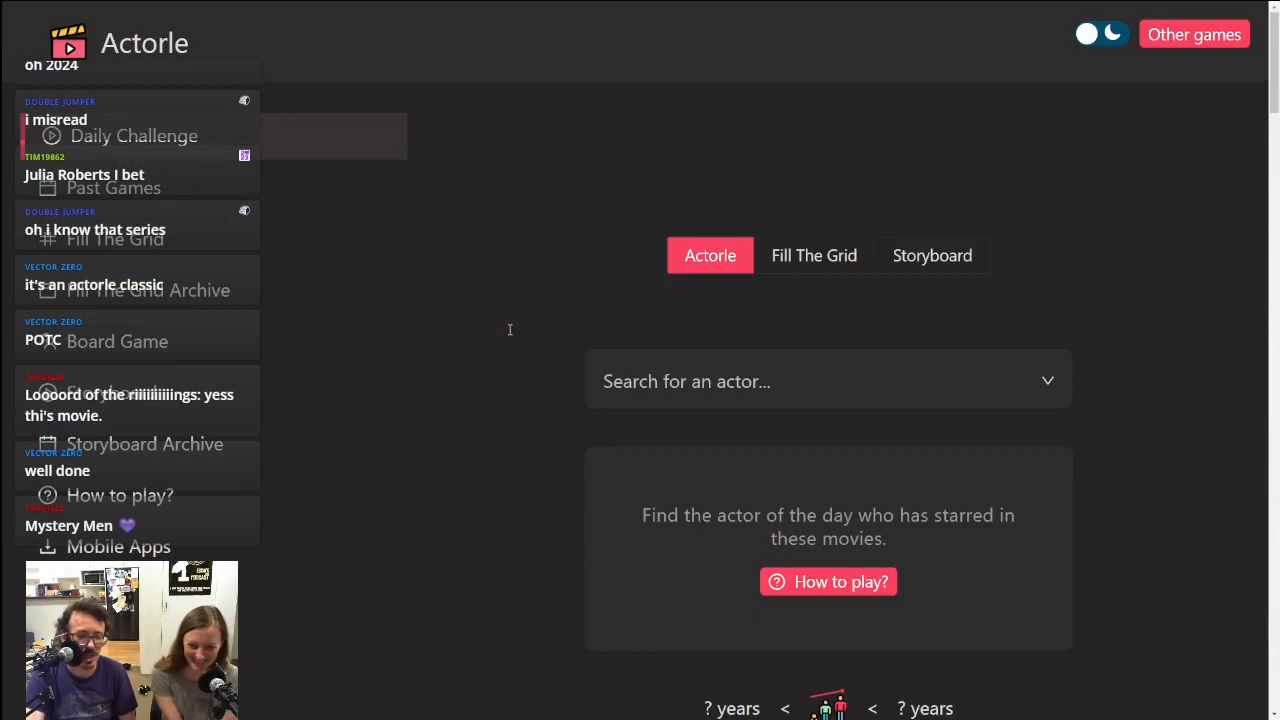 Actorle
Other games
oh 2024
DOUBLE JUMPER
i misread
Daily Challenge
TIM19862
Julia Roberts I bet
Past Games
DOUBLE JUMPER
oh i know that series
Fill The Grid
VECTOR ZERO
it's an actorle classic
Fill The Grid Archive
VECTOR ZERO
POTC
Board Game
Loooord of the riiiiiiiiiings: yess
thi's movie.
Storyboard Archive
VECTOR ZERO
well done
How to play?
Mystery Men 💜
Mobile Apps
Actorle
Fill The Grid
Storyboard
Search for an actor...
Find the actor of the day who has starred in
these movies.
How to play?
? years < < ? years